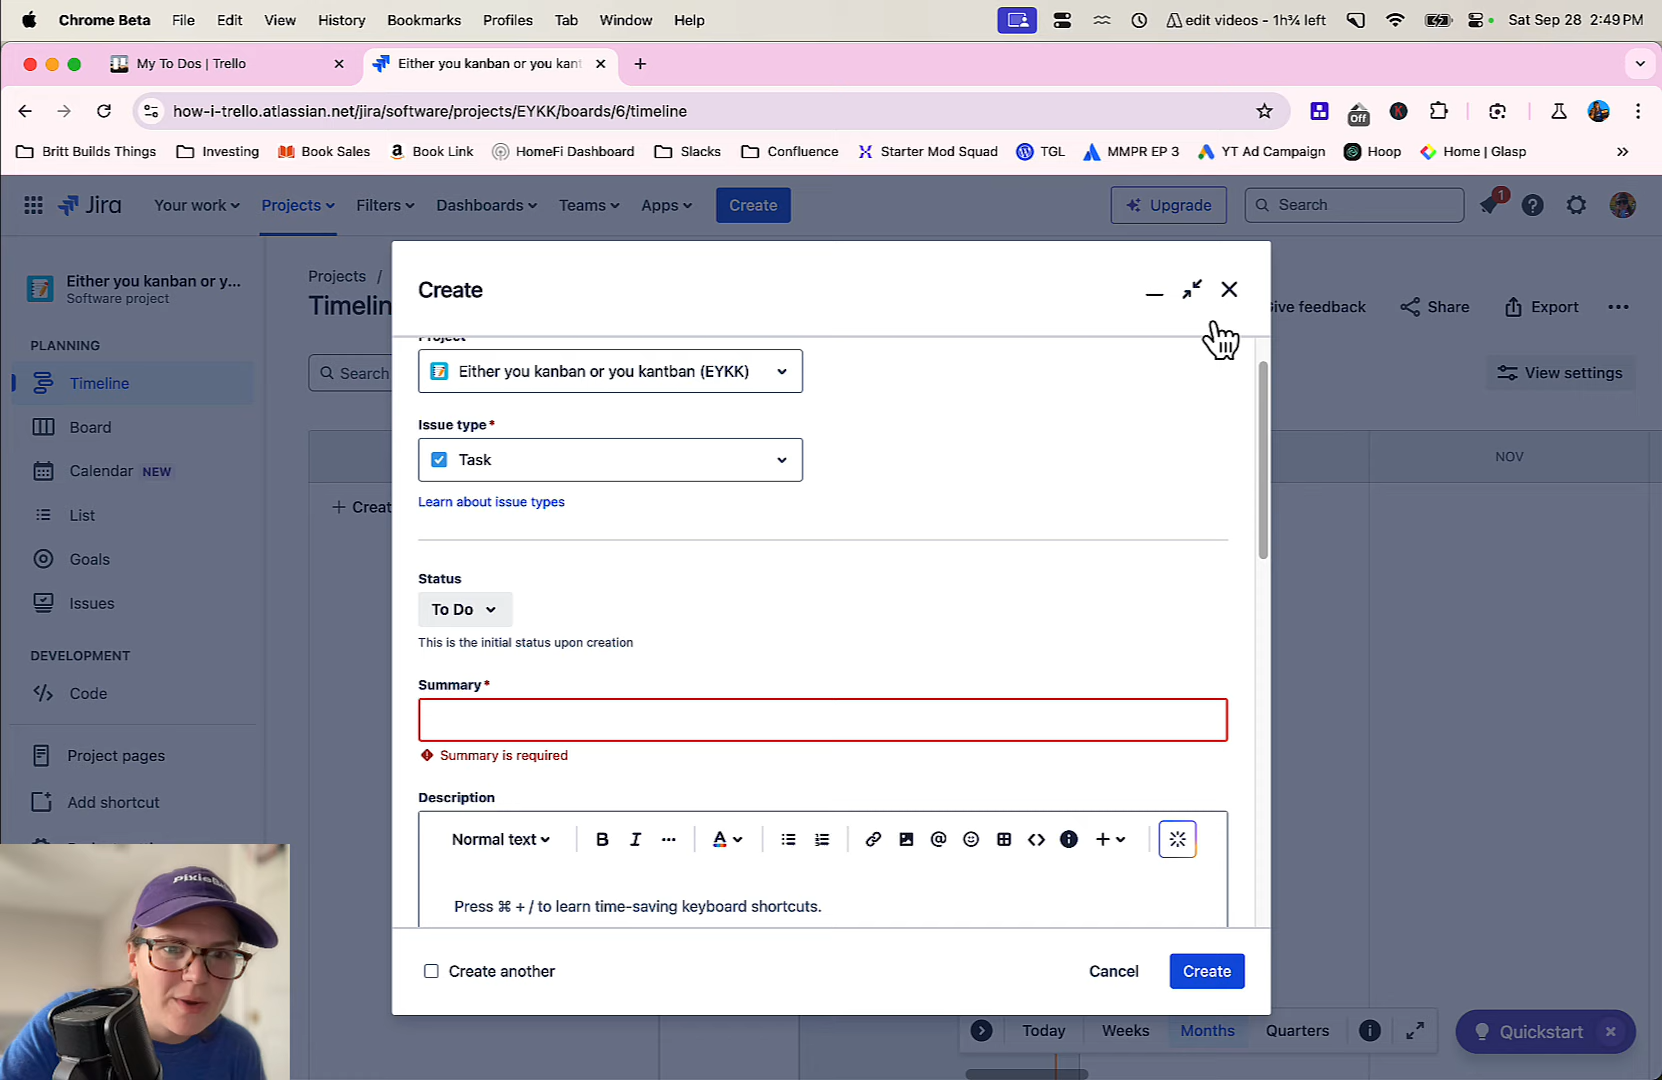 Chrome Beta File Edit View History Bookmarks Profiles Tab Window Help edit videos - 1h¾ left Sat Sep 28 2:49 PM
My To Dos | Trello
Either you kanban or you kant
how-i-trello.atlassian.net/jira/software/projects/EYKK/boards/6/timeline
Off
K
Britt Builds Things Investing Book Sales Book Link HomeFi Dashboard Slacks Confluence Starter Mod Squad TGL MMPR EP 3 YT Ad Campaign Hoop Home | Glasp
Jira Your work Projects Filters Dashboards Teams Apps Create Upgrade Search 1
Either you kanban or y...
Software project
PLANNING
Timeline
Board
Calendar NEW
List
Goals
Issues
DEVELOPMENT
Code
Project pages
Add shortcut
Projects /
Timelin
Give feedback Share Export
Search
View settings
NOV
+ Creat
Create
Project
Either you kanban or you kantban (EYKK)
Issue type*
Task
Learn about issue types
Status
To Do
This is the initial status upon creation
Summary*
Summary is required
Description
Normal text B I ... A @ <> +
Press ⌘ + / to learn time-saving keyboard shortcuts.
Create another Cancel Create
Today Weeks Months Quarters
Quickstart